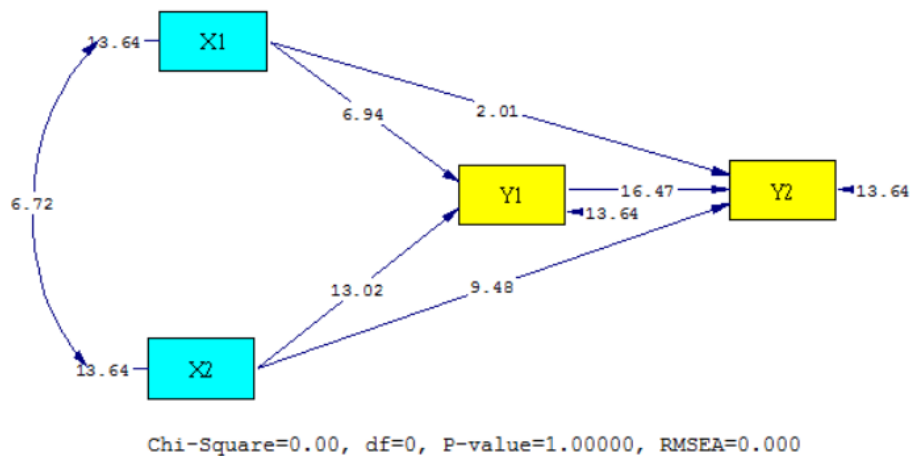 13.64
X1
6.94
2.01
6.72
Y1
16.47
Y2
13.64
13.64
13.02
9.48
13.64
X2
Chi-Square=0.00, df=0, P-value=1.00000, RMSEA=0.000